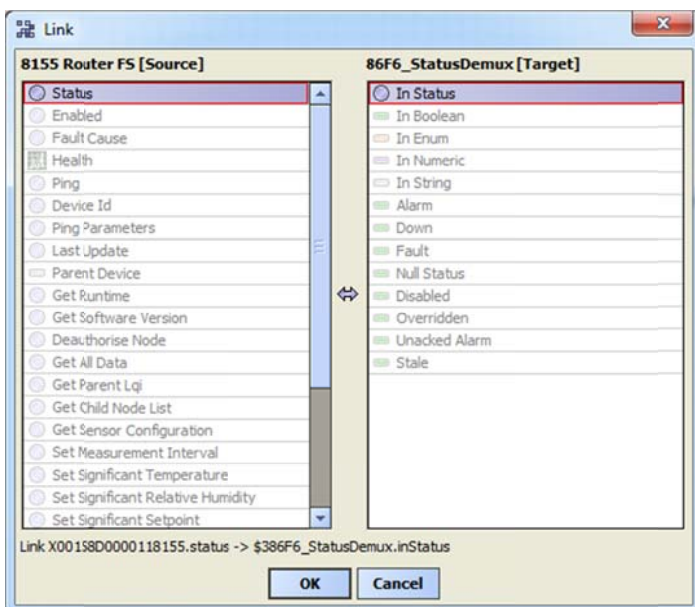 Link
8155 Router FS [Source]
Status
Enabled
Fault Cause
Health
Ping
Device Id
Ping Parameters
Last Update
Parent Device
Get Runtime
Get Software Version
Deauthorise Node
Get All Data
Get Parent Lqi
Get Child Node List
Get Sensor Configuration
Set Measurement Interval
Set Significant Temperature
Set Significant Relative Humidity
Set Significant Setpoint
86F6_StatusDemux [Target]
In Status
In Boolean
In Enum
In Numeric
In String
Alarm
Down
Fault
Null Status
Disabled
Overridden
Unacked Alarm
Stale
Link X00158D0000118155.status -> $386F6_StatusDemux.inStatus
OK
Cancel